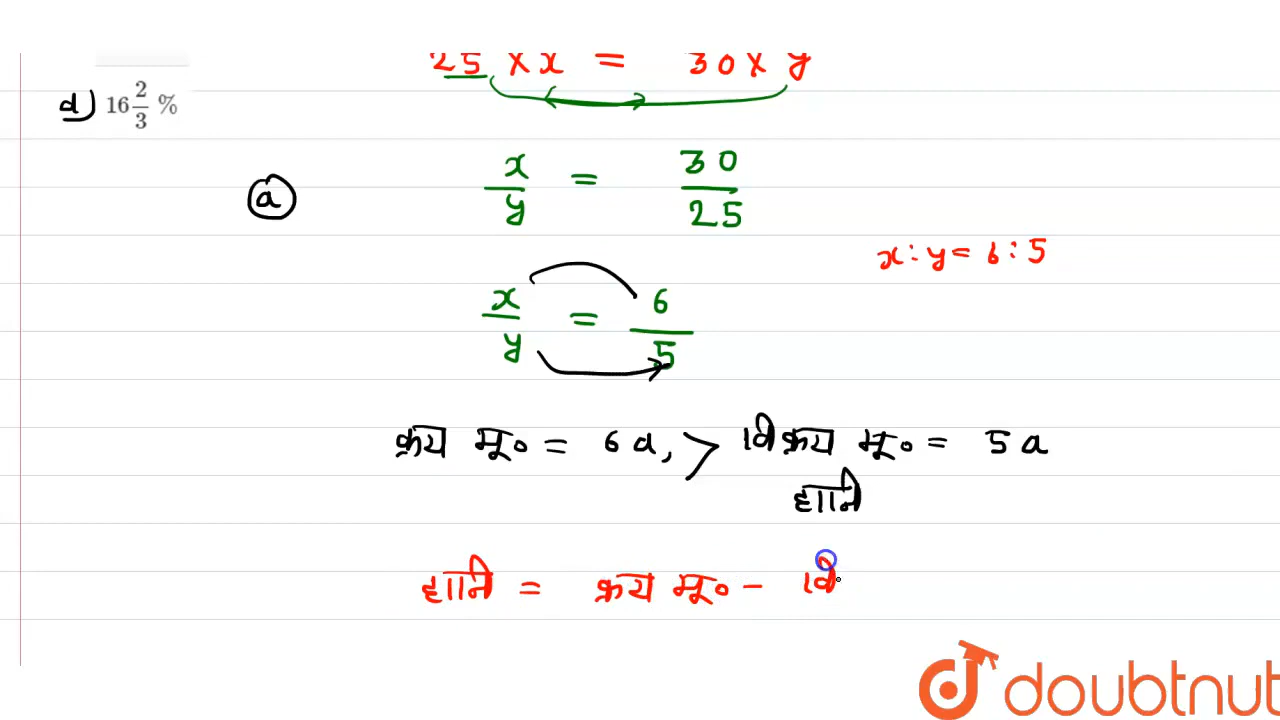 25 × x = 30 × y
d) 16 2/3 %
x/y = 30/25
a
x : y = 6 : 5
x/y = 6/5
क्रय मू० = 6a, > विक्रय मू० = 5a
हानि
हानि = क्रय मू० − वि
doubtnut